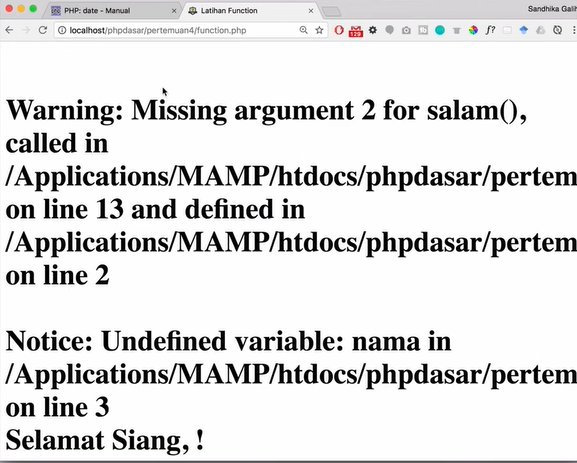 PHP: date - Manual
Latihan Function
Sandhika Galih
localhost/phpdasar/pertemuan4/function.php
129
f?
Warning: Missing argument 2 for salam(),
called in
/Applications/MAMP/htdocs/phpdasar/pertem
on line 13 and defined in
/Applications/MAMP/htdocs/phpdasar/pertem
on line 2
Notice: Undefined variable: nama in
/Applications/MAMP/htdocs/phpdasar/pertem
on line 3
Selamat Siang, !